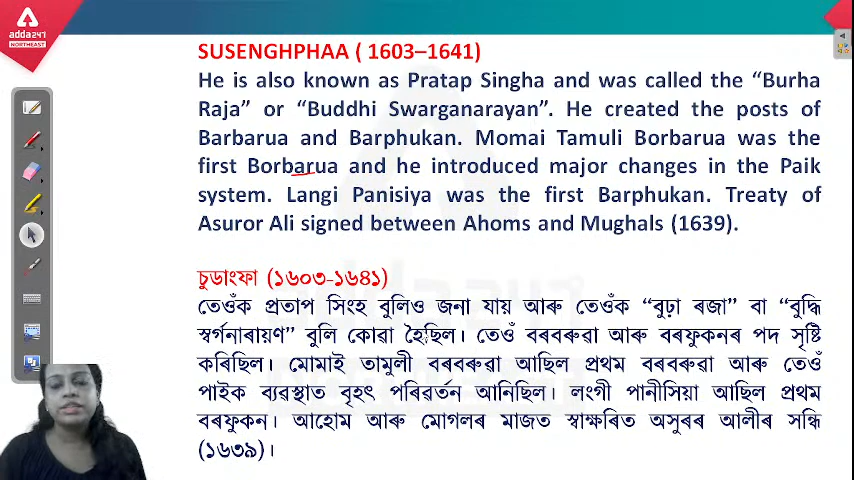 adda247
NORTHEAST
SUSENGHPHAA ( 1603–1641)
He is also known as Pratap Singha and was called the “Burha
Raja” or “Buddhi Swarganarayan”. He created the posts of
Barbarua and Barphukan. Momai Tamuli Borbarua was the
first Borbarua and he introduced major changes in the Paik
system. Langi Panisiya was the first Barphukan. Treaty of
Asuror Ali signed between Ahoms and Mughals (1639).
চুডাংফা (১৬০৩-১৬৪১)
তেওঁক প্ৰতাপ সিংহ বুলিও জনা যায় আৰু তেওঁক “বুঢ়া ৰজা” বা “বুদ্ধি
স্বৰ্গনাৰায়ণ” বুলি কোৱা হৈছিল। তেওঁ বৰবৰুৱা আৰু বৰফুকনৰ পদ সৃষ্টি
কৰিছিল। মোমাই তামুলী বৰবৰুৱা আছিল প্ৰথম বৰবৰুৱা আৰু তেওঁ
পাইক ব্যৱস্থাত বৃহৎ পৰিৱৰ্তন আনিছিল। লংগী পানীসিয়া আছিল প্ৰথম
বৰফুকন। আহোম আৰু মোগলৰ মাজত স্বাক্ষৰিত অসুৰৰ আলীৰ সন্ধি
(১৬৩৯)।